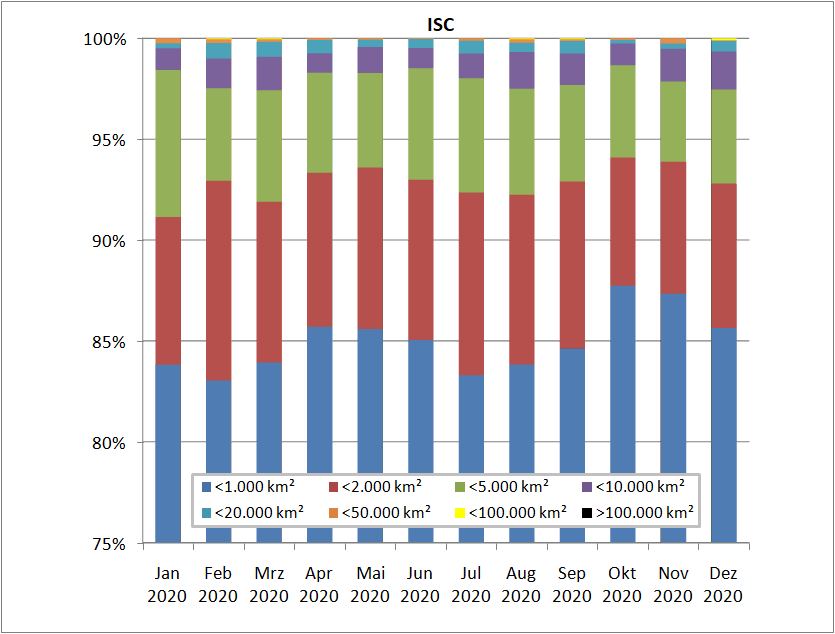 ISC
100%
95%
90%
85%
80%
75%
<1.000 km² <2.000 km² <5.000 km² <10.000 km²
<20.000 km² <50.000 km² <100.000 km² >100.000 km²
Jan Feb Mrz Apr Mai Jun Jul Aug Sep Okt Nov Dez
2020 2020 2020 2020 2020 2020 2020 2020 2020 2020 2020 2020